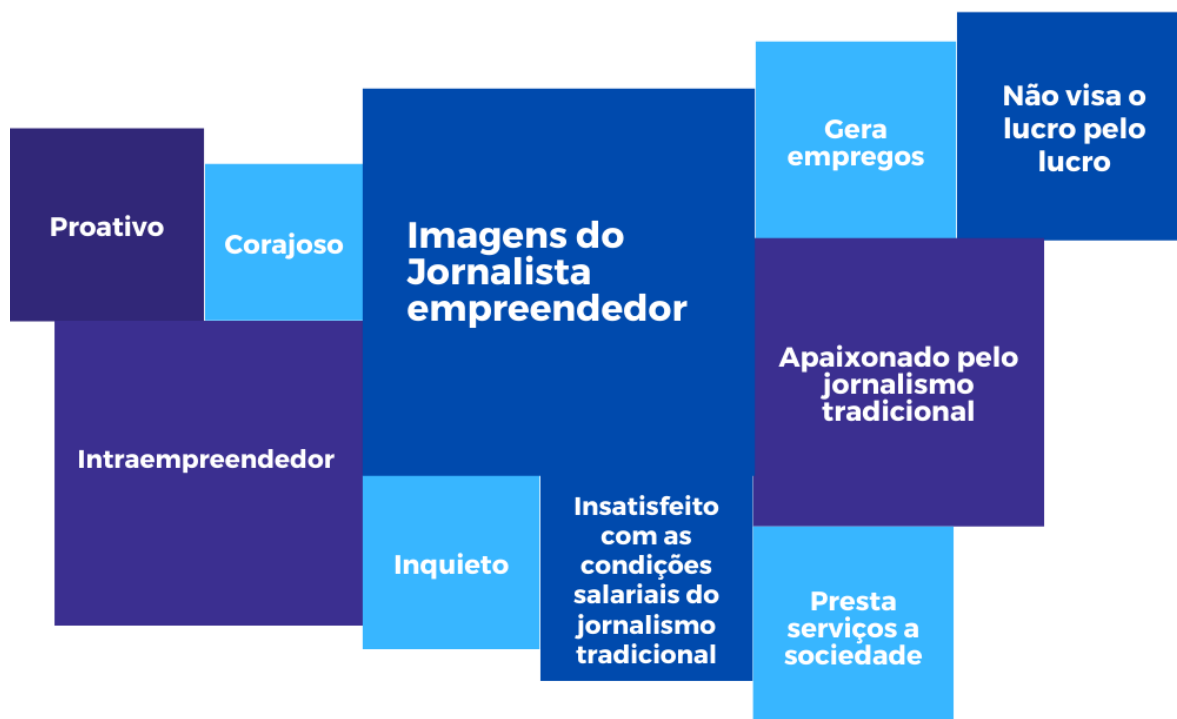 Não visa o
lucro pelo
lucro
Gera
empregos
Proativo
Corajoso
Imagens do
Jornalista
empreendedor
Apaixonado pelo
jornalismo
tradicional
Intraempreendedor
Inquieto
Insatisfeito
com as
condições
salariais do
jornalismo
tradicional
Presta
serviços a
sociedade